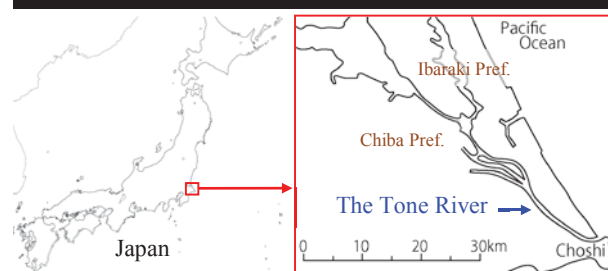 Pacific
Ocean
Ibaraki Pref.
Chiba Pref.
The Tone River
Japan
0 10 20 30km
Choshi